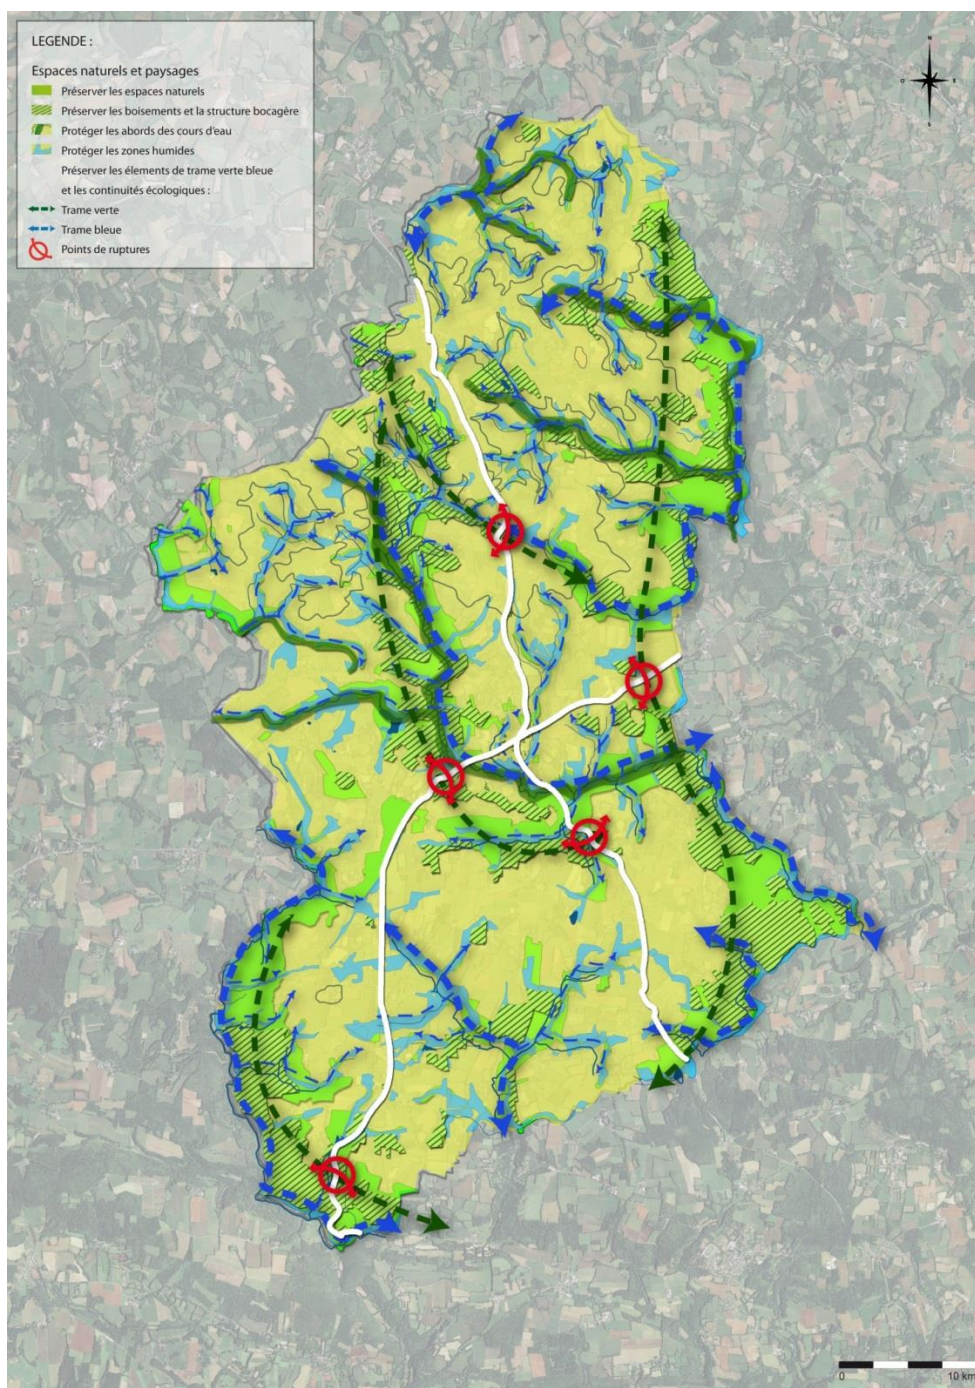 LEGENDE :
Espaces naturels et paysages
Préserver les espaces naturels
Préserver les boisements et la structure bocagère
Protéger les abords des cours d'eau
Protéger les zones humides
Préserver les élements de trame verte bleue
et les continuités écologiques :
Trame verte
Trame bleue
Points de ruptures
N
O
E
S
0
10 km